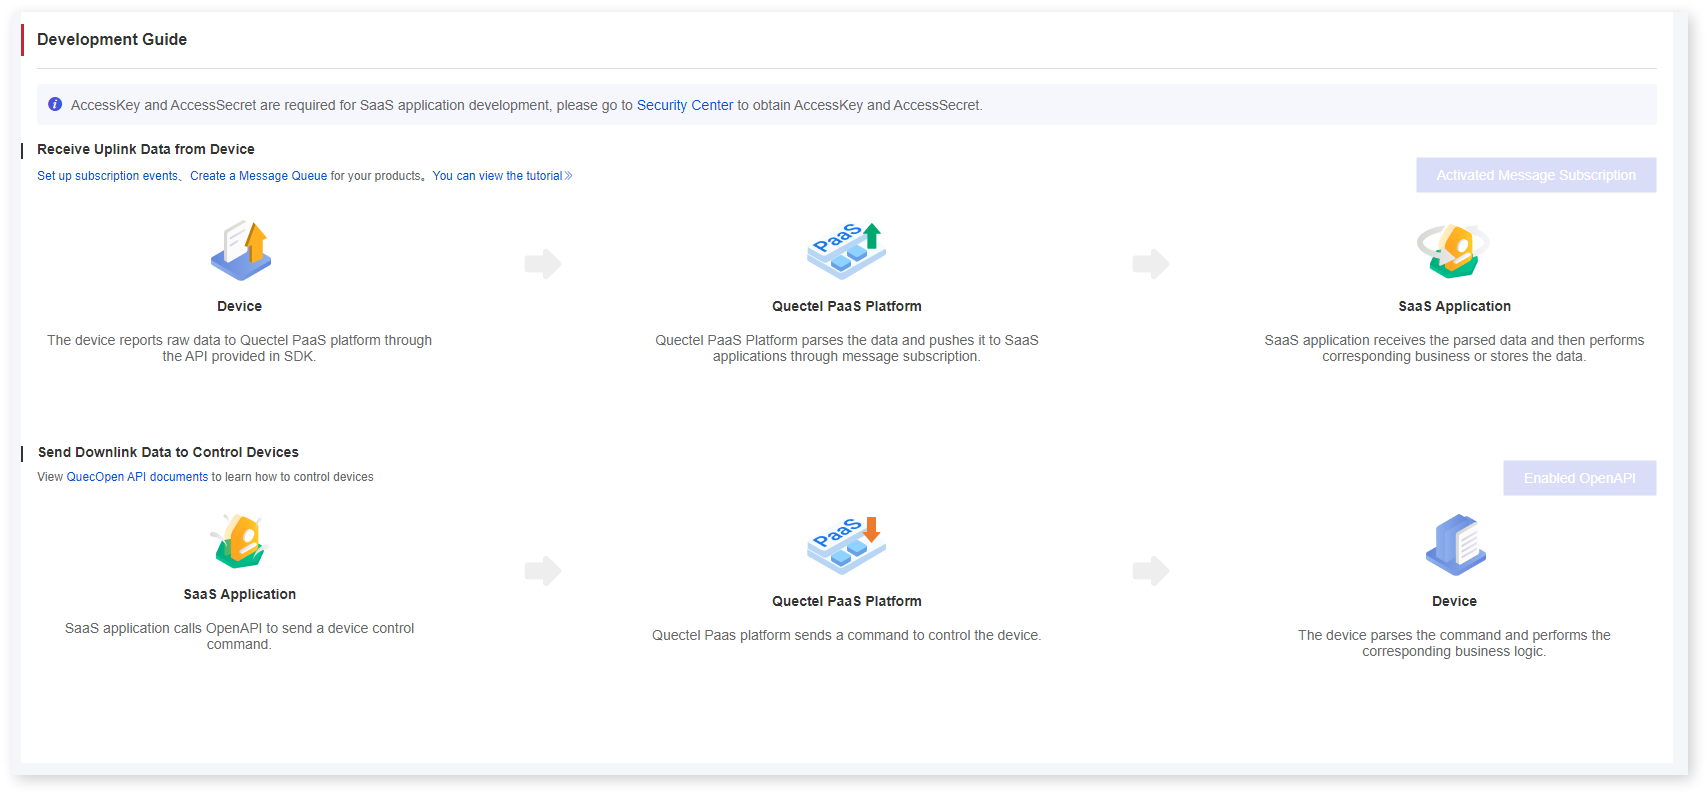 Development Guide
AccessKey and AccessSecret are required for SaaS application development, please go to Security Center to obtain AccessKey and AccessSecret.
Receive Uplink Data from Device
Set up subscription events、Create a Message Queue for your products。You can view the tutorial»
Activated Message Subscription
PaaS
Device
Quectel PaaS Platform
SaaS Application
The device reports raw data to Quectel PaaS platform through
the API provided in SDK.
Quectel PaaS Platform parses the data and pushes it to SaaS
applications through message subscription.
SaaS application receives the parsed data and then performs
corresponding business or stores the data.
Send Downlink Data to Control Devices
View QuecOpen API documents to learn how to control devices
Enabled OpenAPI
PaaS
SaaS Application
Quectel PaaS Platform
Device
SaaS application calls OpenAPI to send a device control
command.
Quectel Paas platform sends a command to control the device.
The device parses the command and performs the
corresponding business logic.